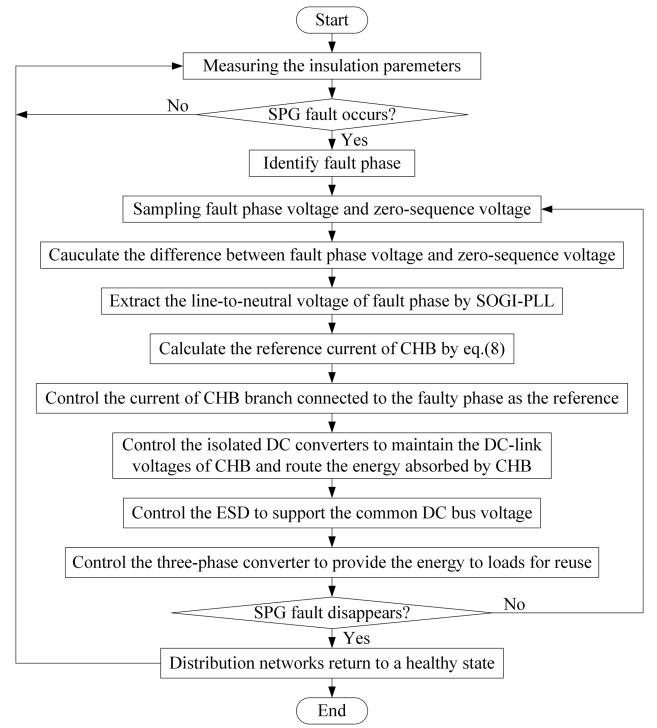 Start
Measuring the insulation paremeters
No
SPG fault occurs?
Yes
Identify fault phase
Sampling fault phase voltage and zero-sequence voltage
Cauculate the difference between fault phase voltage and zero-sequence voltage
Extract the line-to-neutral voltage of fault phase by SOGI-PLL
Calculate the reference current of CHB by eq.(8)
Control the current of CHB branch connected to the faulty phase as the reference
Control the isolated DC converters to maintain the DC-link
voltages of CHB and route the energy absorbed by CHB
Control the ESD to support the common DC bus voltage
Control the three-phase converter to provide the energy to loads for reuse
SPG fault disappears?
No
Yes
Distribution networks return to a healthy state
End